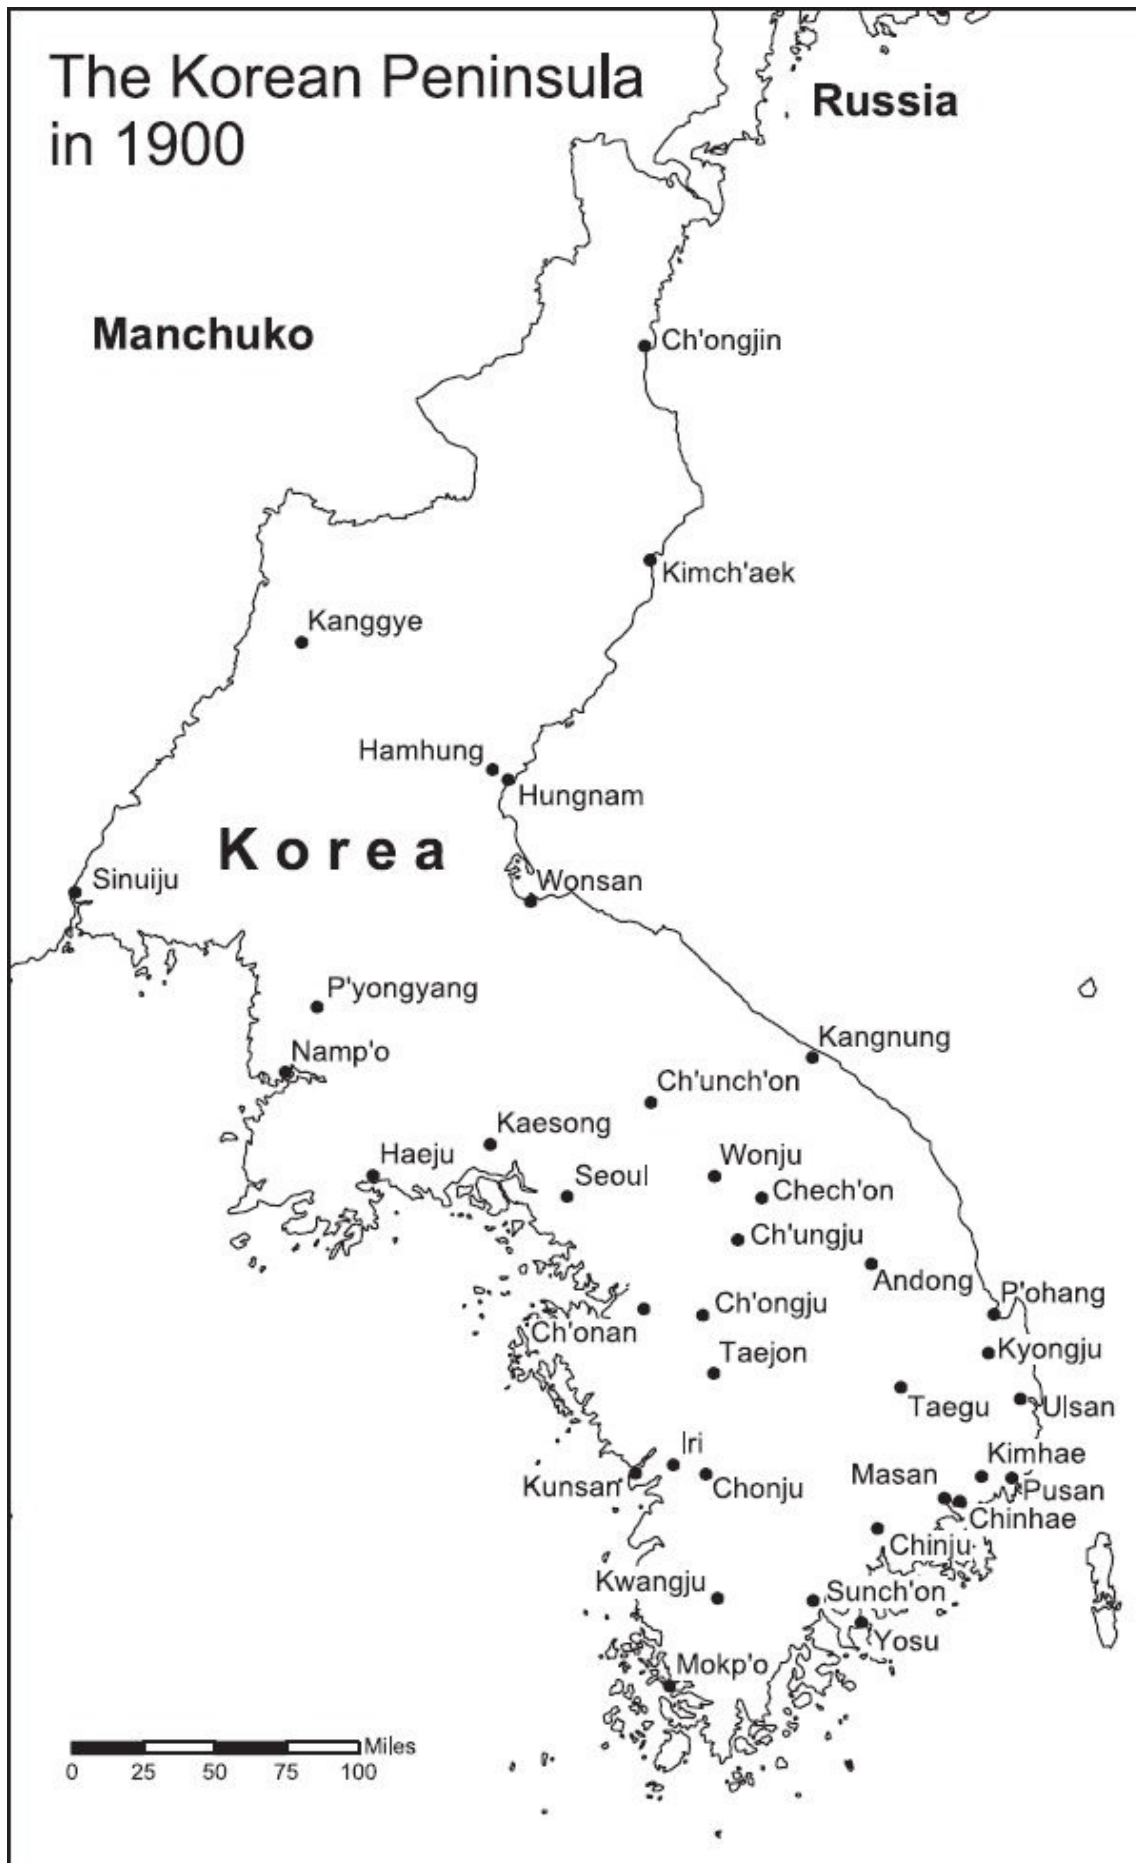 The Korean Peninsula
in 1900
Russia
Manchuko
Ch'ongjin
Kimch'aek
Kanggye
Hamhung
Hungnam
Korea
Sinuiju
Wonsan
P'yongyang
Kangnung
Namp'o
Ch'unch'on
Kaesong
Haeju
Wonju
Seoul
Chech'on
Ch'ungju
Andong
P'ohang
Ch'ongju
Ch'onan
Kyongju
Taejon
Taegu
Ulsan
Iri
Kimhae
Masan
Kunsan
Chonju
Pusan
Chinhae
Chinju
Kwangju
Sunch'on
Yosu
Mokp'o
Miles
0 25 50 75 100